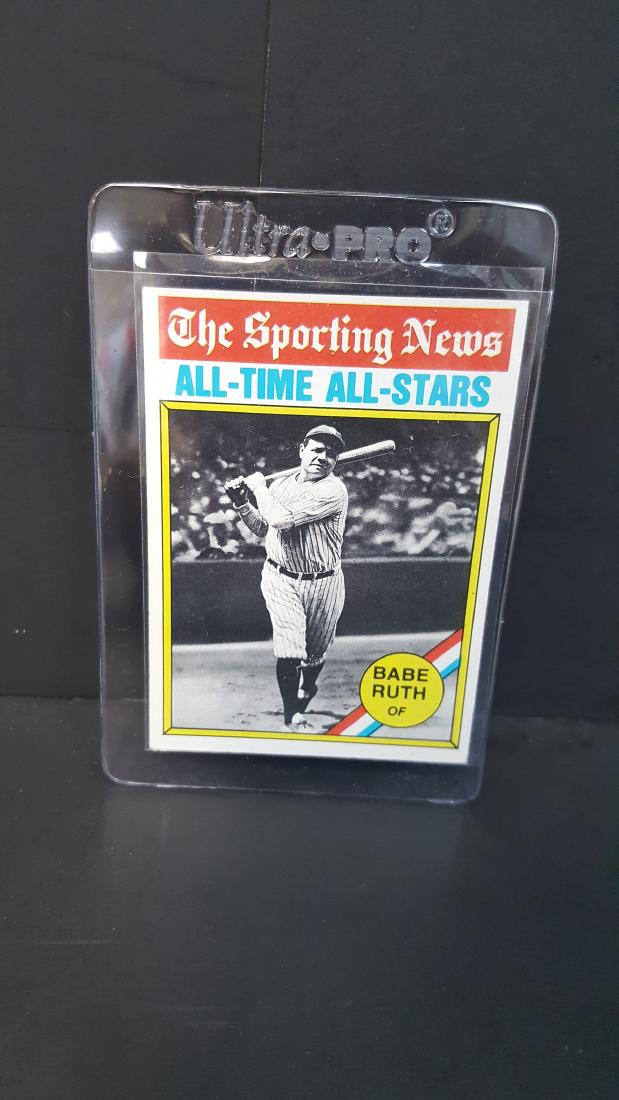 Ultra•PRO®
The Sporting News
ALL-TIME ALL-STARS
BABE
RUTH
OF